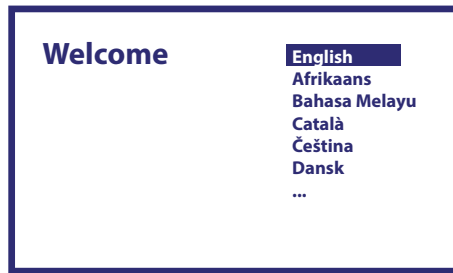 Welcome
English
Afrikaans
Bahasa Melayu
Català
Čeština
Dansk
...